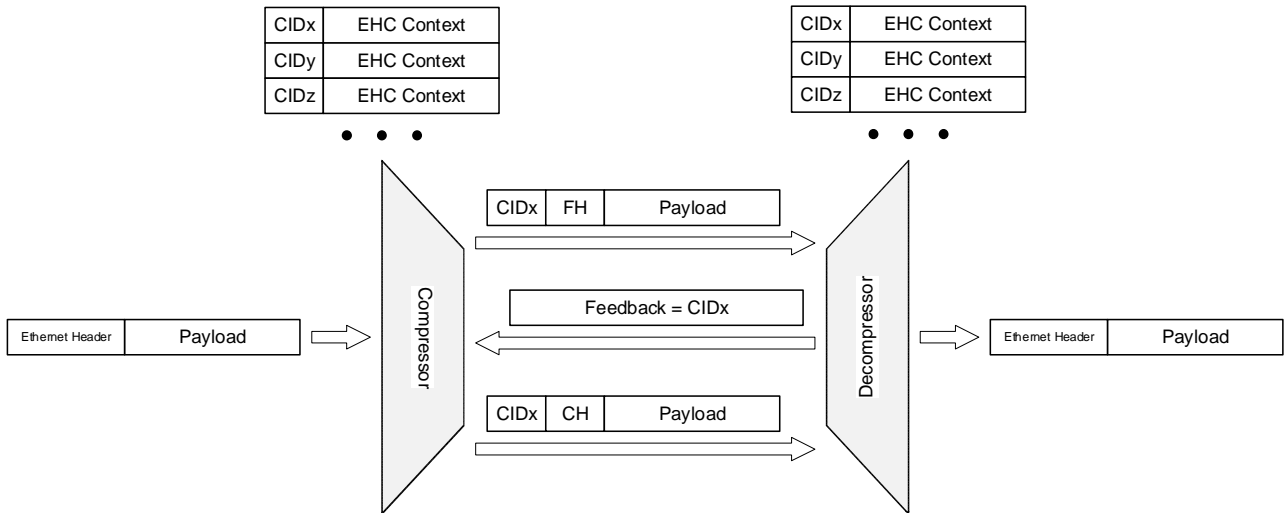 CIDx EHC Context
CIDy EHC Context
CIDz EHC Context
CIDx EHC Context
CIDy EHC Context
CIDz EHC Context
CIDx FH Payload
Compressor
Decompressor
Feedback = CIDx
Ethernet Header Payload
Ethernet Header Payload
CIDx CH Payload